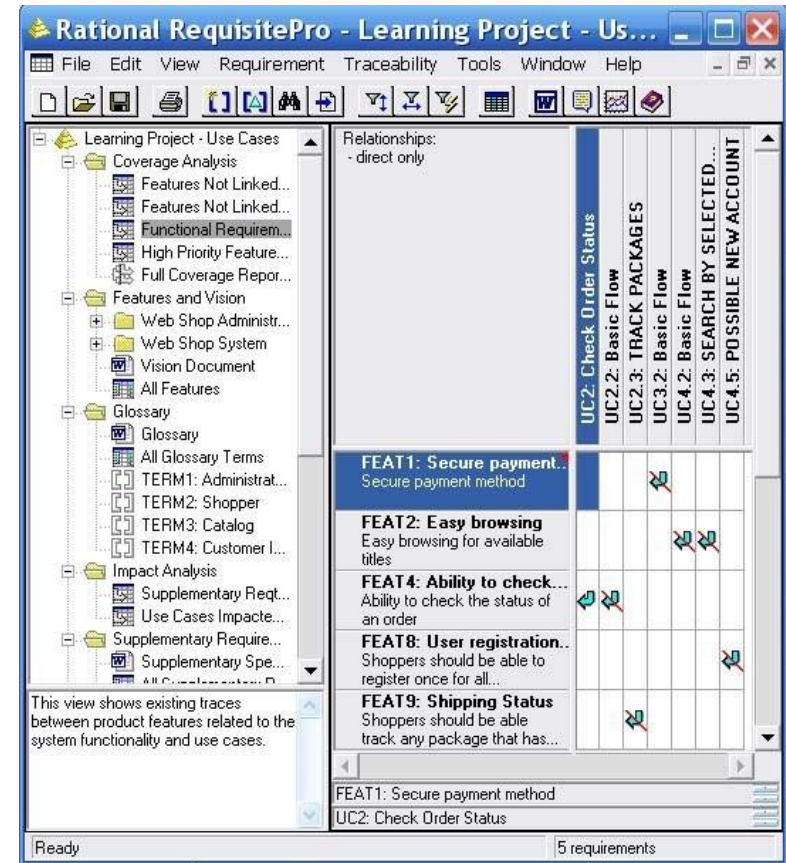 Rational RequisitePro - Learning Project - Us...
File Edit View Requirement Traceability Tools Window Help
Learning Project - Use Cases
Coverage Analysis
Features Not Linked...
Features Not Linked...
Functional Requirem...
High Priority Feature...
Full Coverage Repor...
Features and Vision
Web Shop Administr...
Web Shop System
Vision Document
All Features
Glossary
Glossary
All Glossary Terms
TERM1: Administrat...
TERM2: Shopper
TERM3: Catalog
TERM4: Customer I...
Impact Analysis
Supplementary Reqt...
Use Cases Impacte...
Supplementary Require...
Supplementary Spe...
This view shows existing traces
between product features related to the
system functionality and use cases.
Relationships:
- direct only
UC2: Check Order Status
UC2.2: Basic Flow
UC2.3: TRACK PACKAGES
UC3.2: Basic Flow
UC4.2: Basic Flow
UC4.3: SEARCH BY SELECTED...
UC4.5: POSSIBLE NEW ACCOUNT
FEAT1: Secure payment..
Secure payment method
FEAT2: Easy browsing
Easy browsing for available
titles
FEAT4: Ability to check...
Ability to check the status of
an order
FEAT8: User registration..
Shoppers should be able to
register once for all...
FEAT9: Shipping Status
Shoppers should be able
track any package that has...
FEAT1: Secure payment method
UC2: Check Order Status
Ready
5 requirements